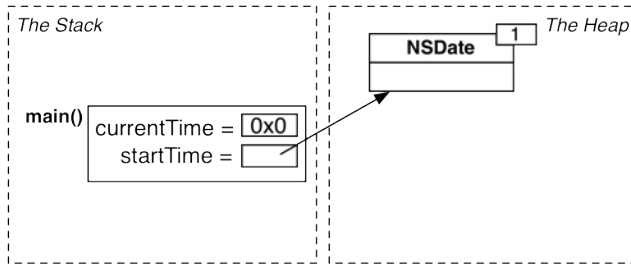 The Stack
The Heap
1
NSDate
main()
currentTime = 0x0
startTime =